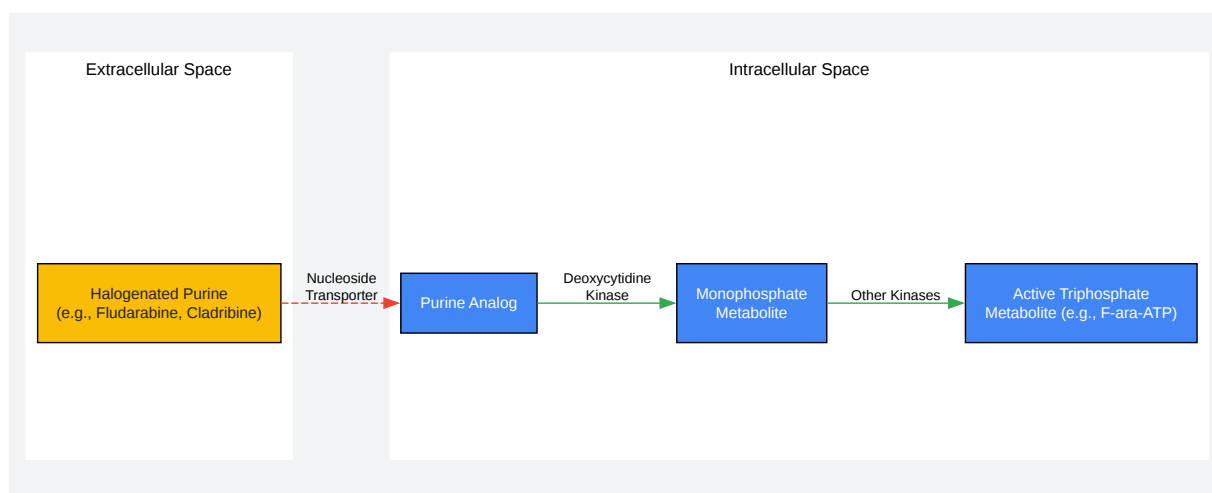 Extracellular Space
Intracellular Space
Halogenated Purine
(e.g., Fludarabine, Cladribine)
Nucleoside
Transporter
Purine Analog
Deoxycytidine
Kinase
Monophosphate
Metabolite
Other Kinases
Active Triphosphate
Metabolite (e.g., F-ara-ATP)